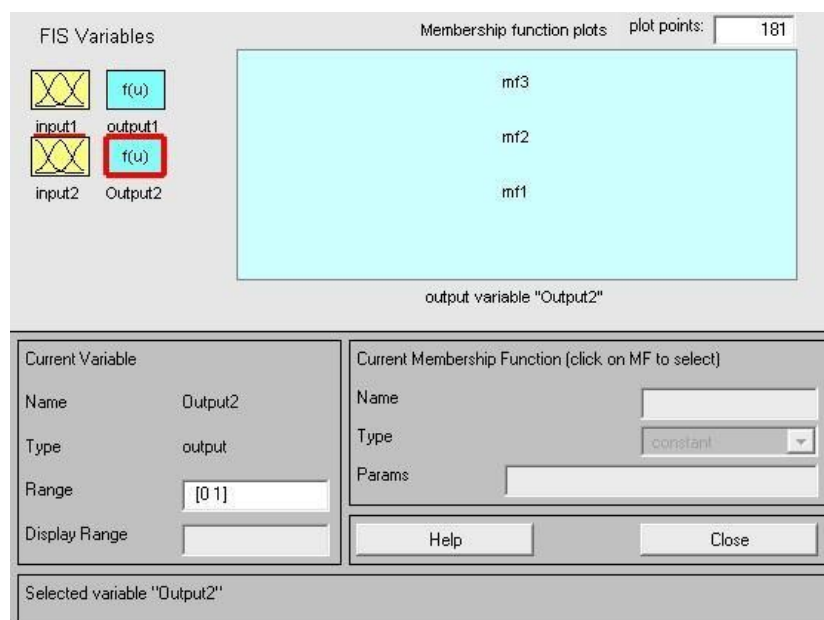 FIS Variables
Membership function plots
plot points: 181
f(u)
input1 output1
f(u)
input2 Output2
mf3
mf2
mf1
output variable "Output2"
Current Variable
Name Output2
Type output
Range [0 1]
Display Range
Current Membership Function (click on MF to select)
Name
Type constant
Params
Help Close
Selected variable "Output2"